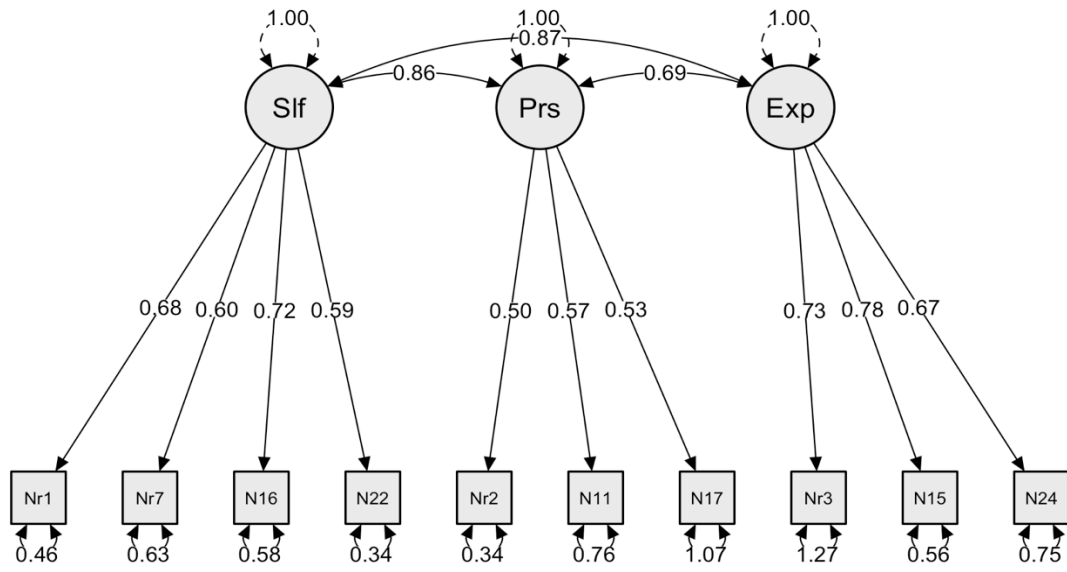 1.00 1.00 1.00
0.87
0.86 0.69
Slf Prs Exp
0.68 0.60 0.72 0.59 0.50 0.57 0.53 0.73 0.78 0.67
Nr1 Nr7 N16 N22 Nr2 N11 N17 Nr3 N15 N24
0.46 0.63 0.58 0.34 0.34 0.76 1.07 1.27 0.56 0.75